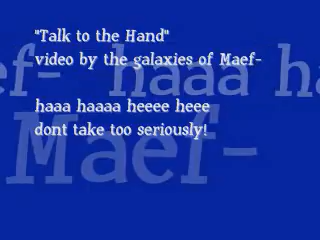 "Talk to the Hand"
video by the galaxies of Maef-
ef- haaa ha
haaa haaaa heeee heee
dont take too seriously!
Maef-